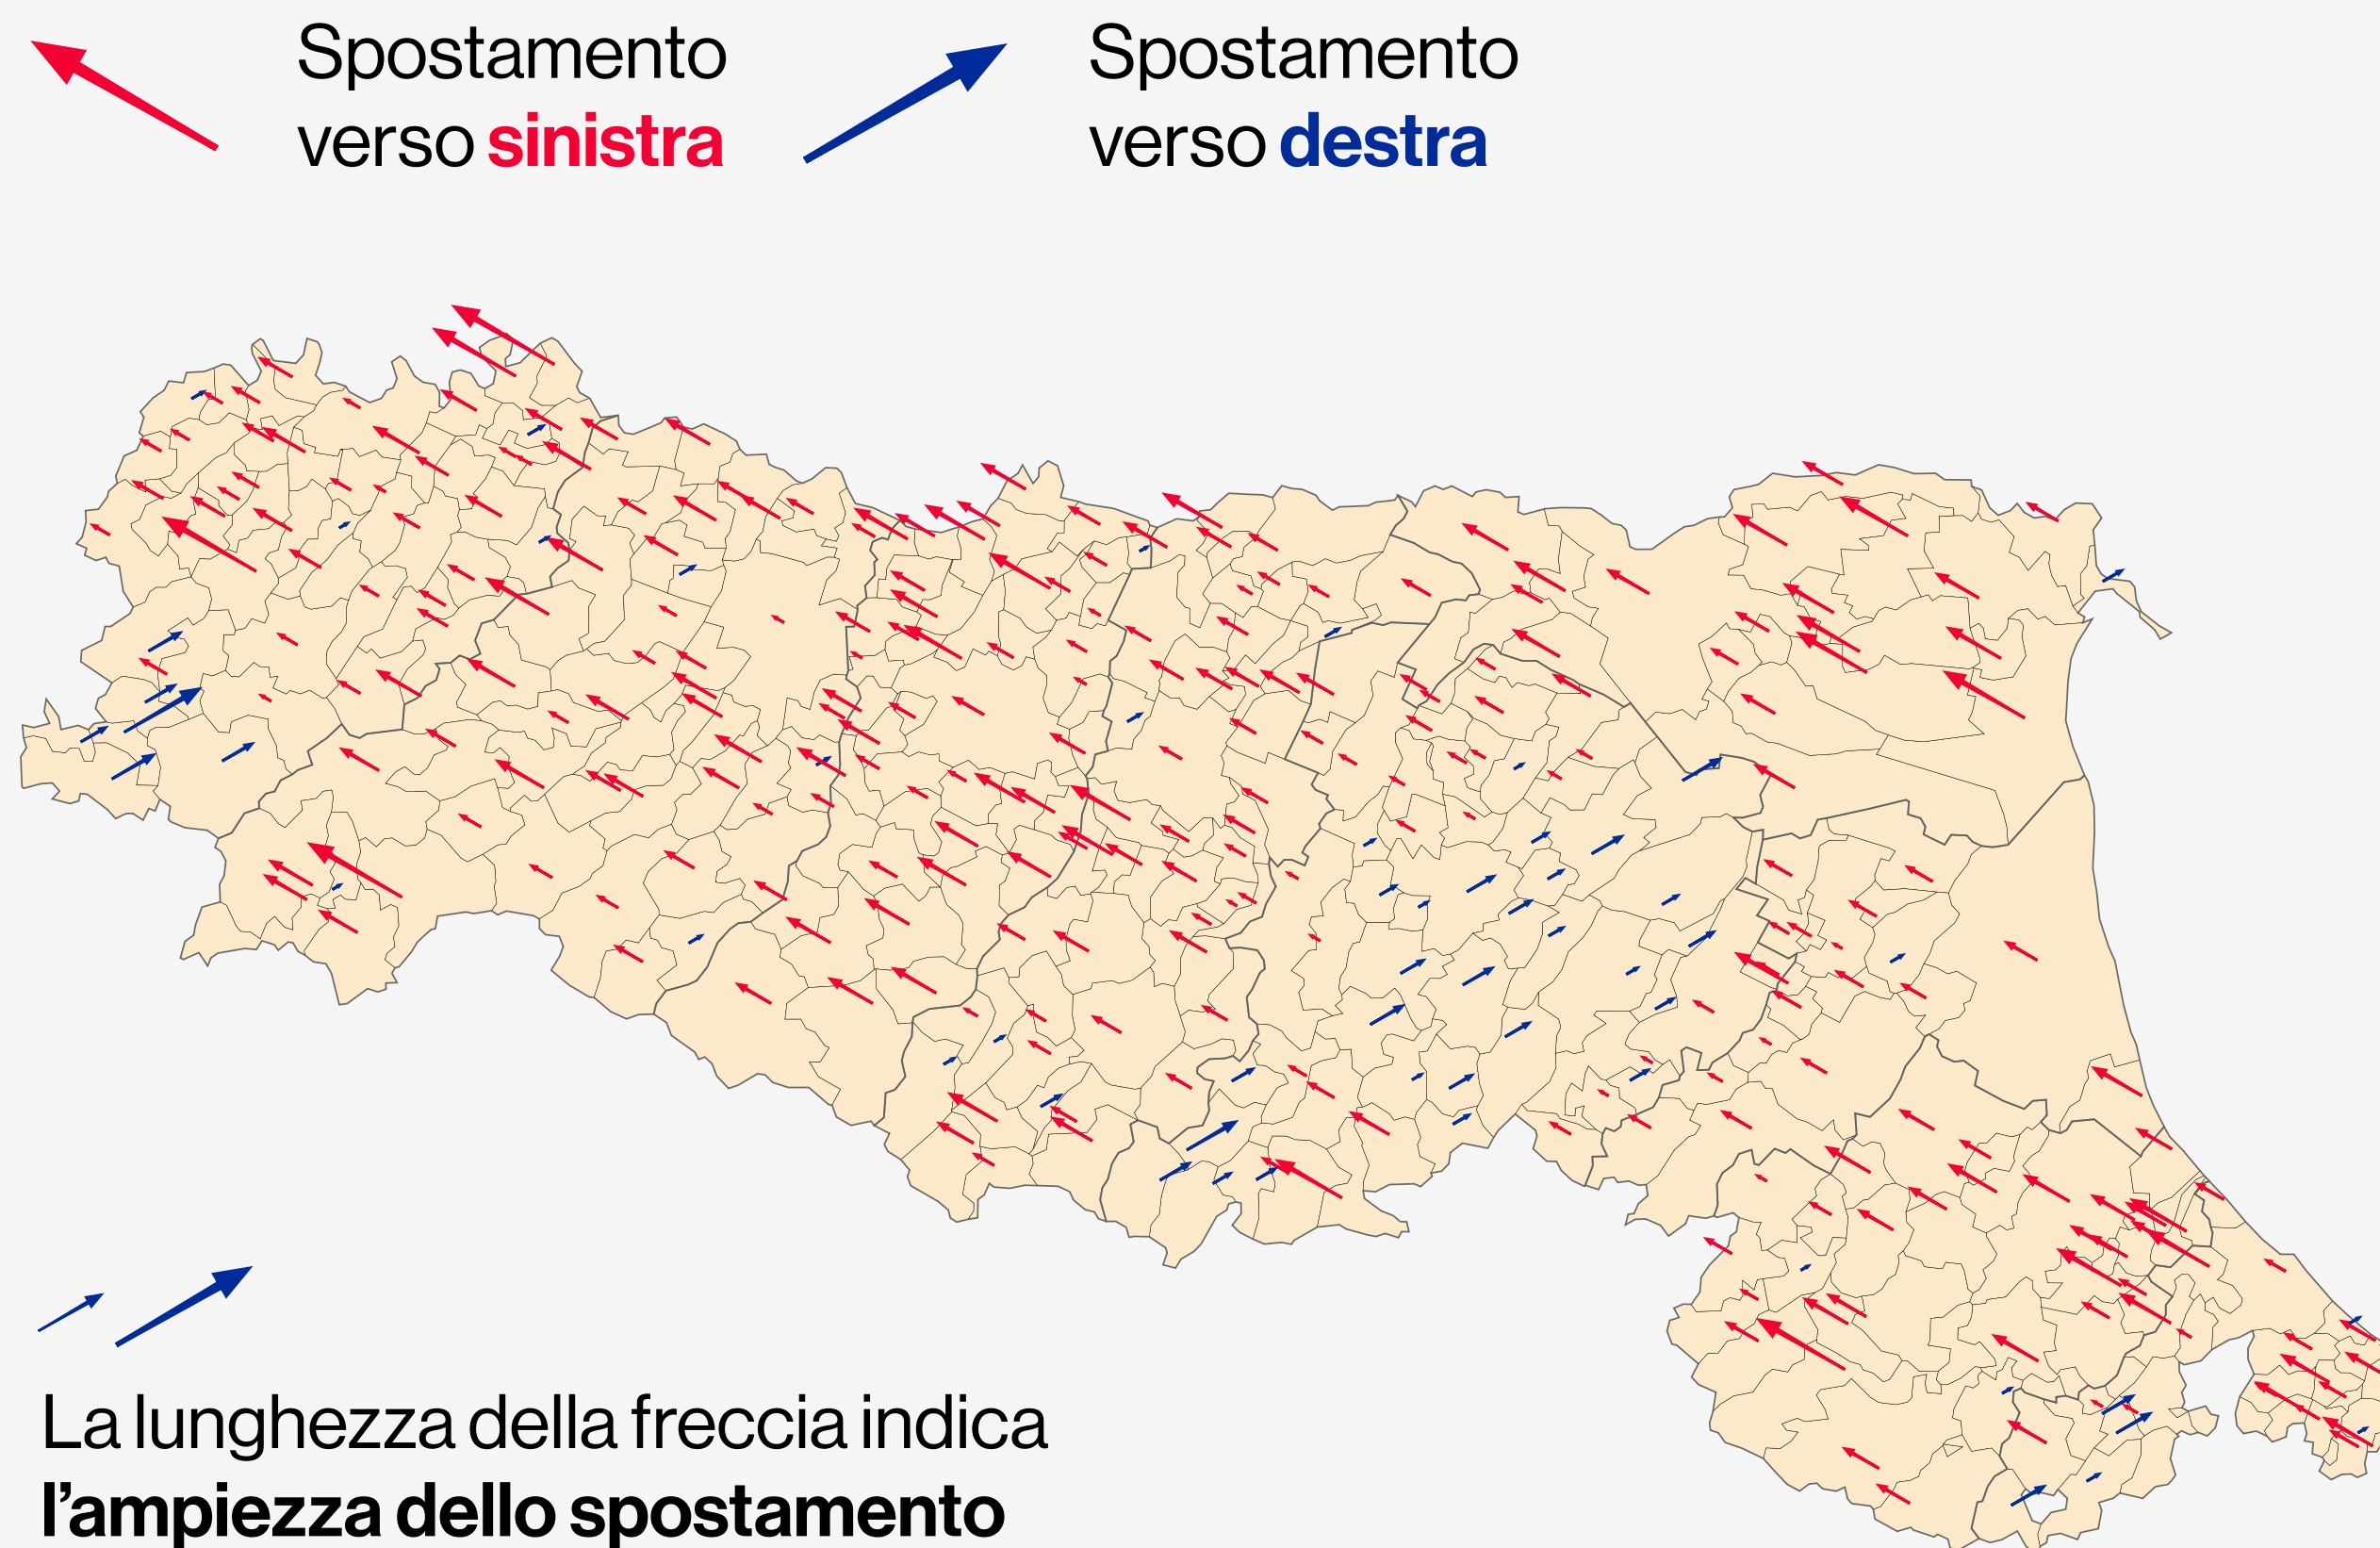 Spostamento
verso sinistra
Spostamento
verso destra
La lunghezza della freccia indica
l’ampiezza dello spostamento